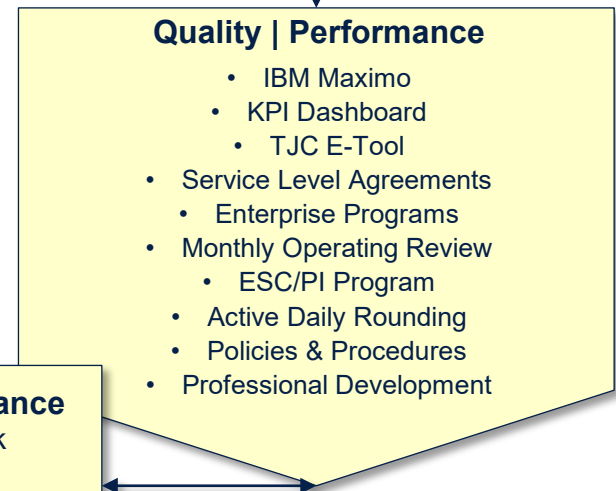 Quality | Performance
• IBM Maximo
• KPI Dashboard
• TJC E-Tool
• Service Level Agreements
• Enterprise Programs
• Monthly Operating Review
• ESC/PI Program
• Active Daily Rounding
• Policies & Procedures
• Professional Development